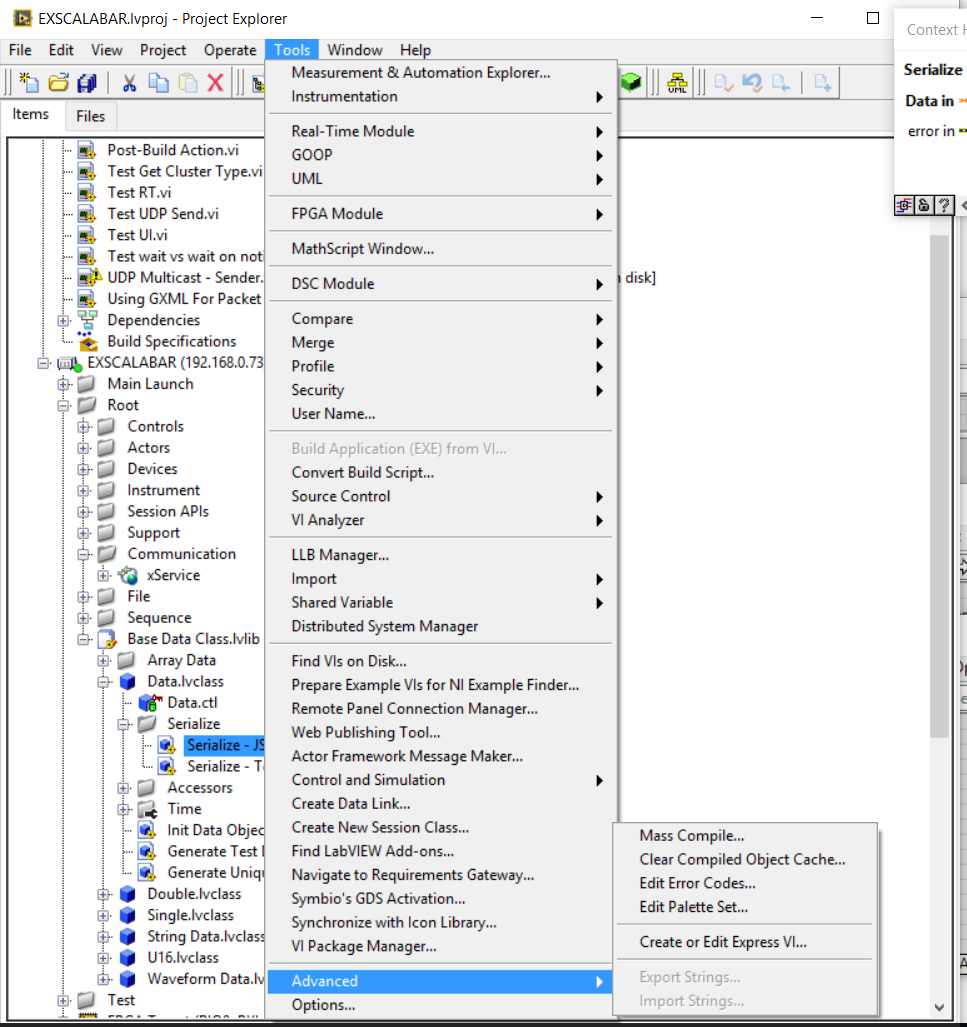 EXSCALABAR.lvproj - Project Explorer
Context
File Edit View Project Operate Tools Window Help
Serialize
Data in
error in
Items Files
Post-Build Action.vi
Test Get Cluster Type.vi
Test RT.vi
Test UDP Send.vi
Test UI.vi
Test wait vs wait on
UDP Multicast - Sender.
disk]
Using GXML For Packet
Dependencies
Build Specifications
EXSCALABAR (192.168.0.73
Main Launch
Root
Controls
Actors
Devices
Instrument
Session APIs
Support
Communication
xService
File
Sequence
Base Data Class.lvlib
Array Data
Data.lvclass
Data.ctl
Serialize
Serialize - JS
Serialize - T
Accessors
Time
Init Data Objec
Generate Test
Generate Uniqu
Double.lvclass
Single.lvclass
String Data.lvclass
U16.lvclass
Waveform Data.lv
Test
Measurement & Automation Explorer...
Instrumentation
Real-Time Module
GOOP
UML
FPGA Module
MathScript Window...
DSC Module
Compare
Merge
Profile
Security
User Name...
Build Application (EXE) from VI...
Convert Build Script...
Source Control
VI Analyzer
LLB Manager...
Import
Shared Variable
Distributed System Manager
Find VIs on Disk...
Prepare Example VIs for NI Example Finder...
Remote Panel Connection Manager...
Web Publishing Tool...
Actor Framework Message Maker...
Control and Simulation
Create Data Link...
Create New Session Class...
Find LabVIEW Add-ons...
Navigate to Requirements Gateway...
Symbio's GDS Activation...
Synchronize with Icon Library...
VI Package Manager...
Advanced
Options...
Mass Compile...
Clear Compiled Object Cache...
Edit Error Codes...
Edit Palette Set...
Create or Edit Express VI...
Export Strings...
Import Strings...